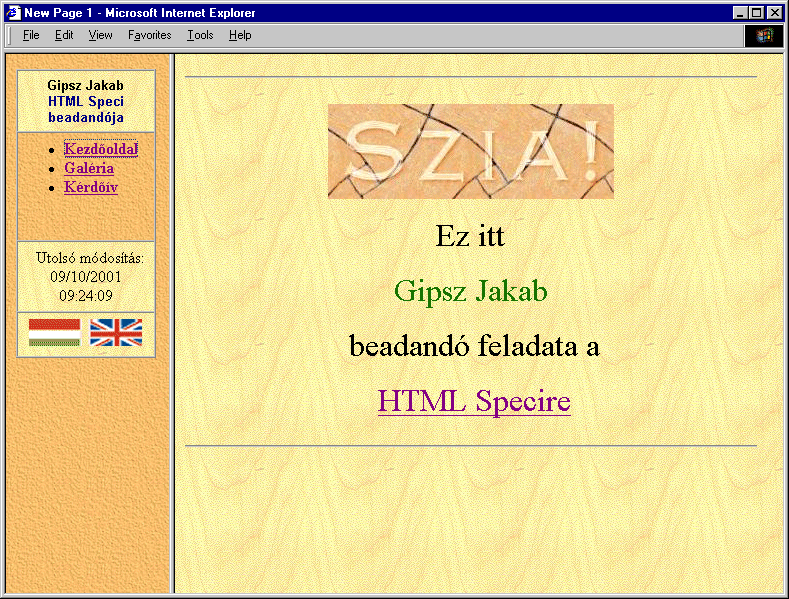 New Page 1 - Microsoft Internet Explorer
File Edit View Favorites Tools Help
Gipsz Jakab
HTML Speci
beadandója
Kezdőoldal
Galéria
Kérdőív
Utolsó módosítás:
09/10/2001
09:24:09
SZIA!
Ez itt
Gipsz Jakab
beadandó feladata a
HTML Specire